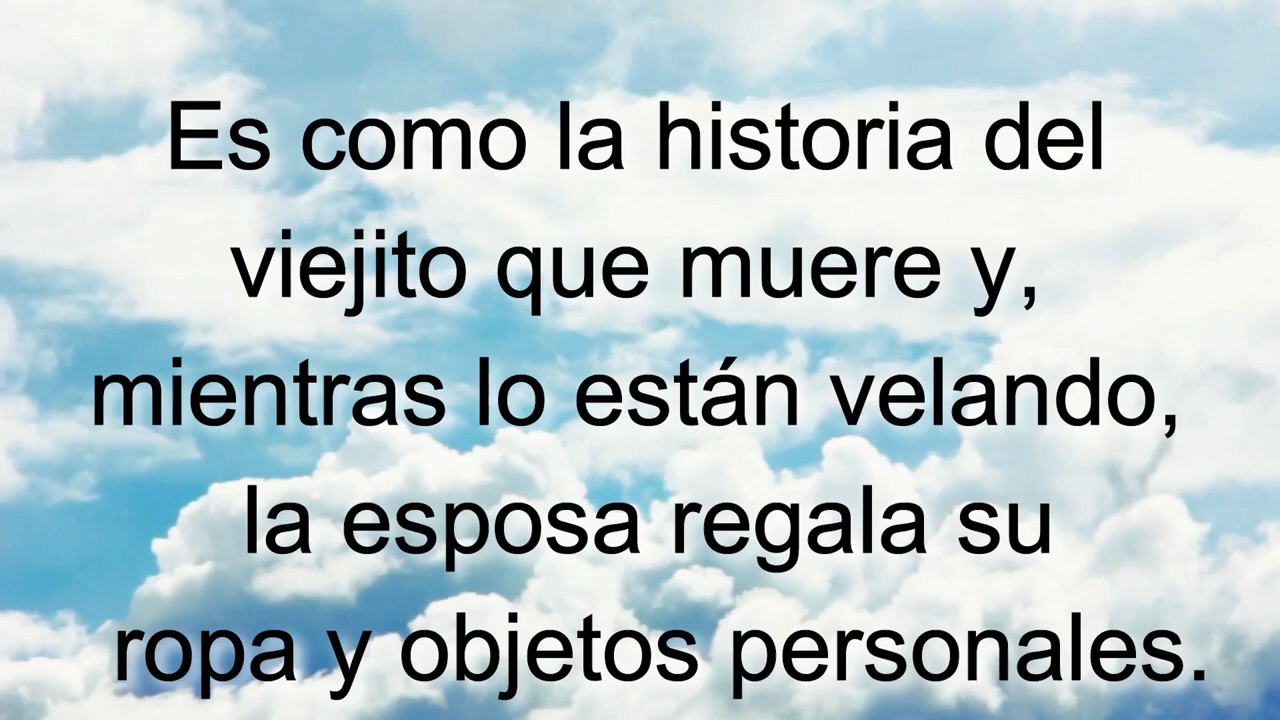 Es como la historia del
viejito que muere y,
mientras lo están velando,
la esposa regala su
ropa y objetos personales.